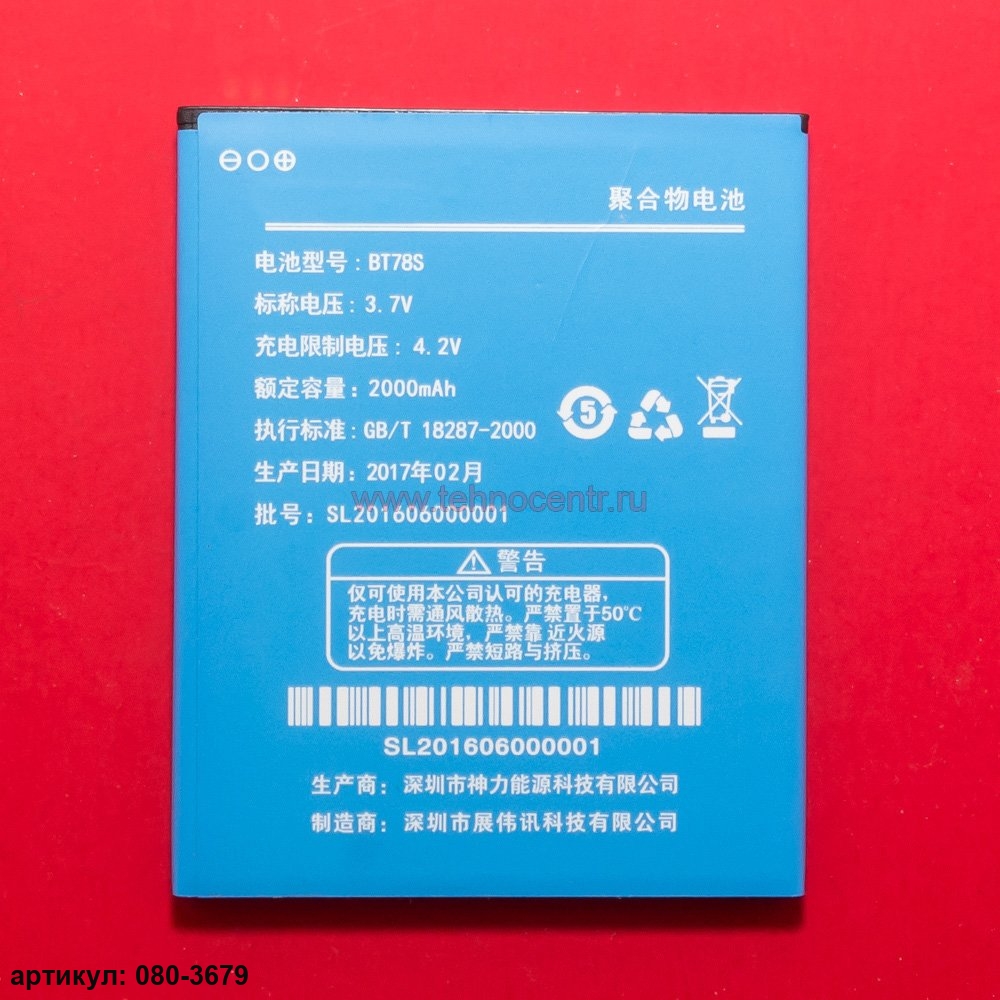 聚合物电池
电池型号: BT78S
标称电压: 3.7V
充电限制电压: 4.2V
额定容量: 2000mAh
执行标准: GB/T 18287-2000
5
生产日期: 2017年02月
www.tehnocentr.ru
批号: SL201606000001
警告
仅可使用本公司认可的充电器,
充电时需通风散热。严禁置于50℃
以上高温环境, 严禁靠 近火源
以免爆炸。严禁短路与挤压。
SL201606000001
生产商: 深圳市神力能源科技有限公司
制造商: 深圳市展伟讯科技有限公司
артикул: 080-3679